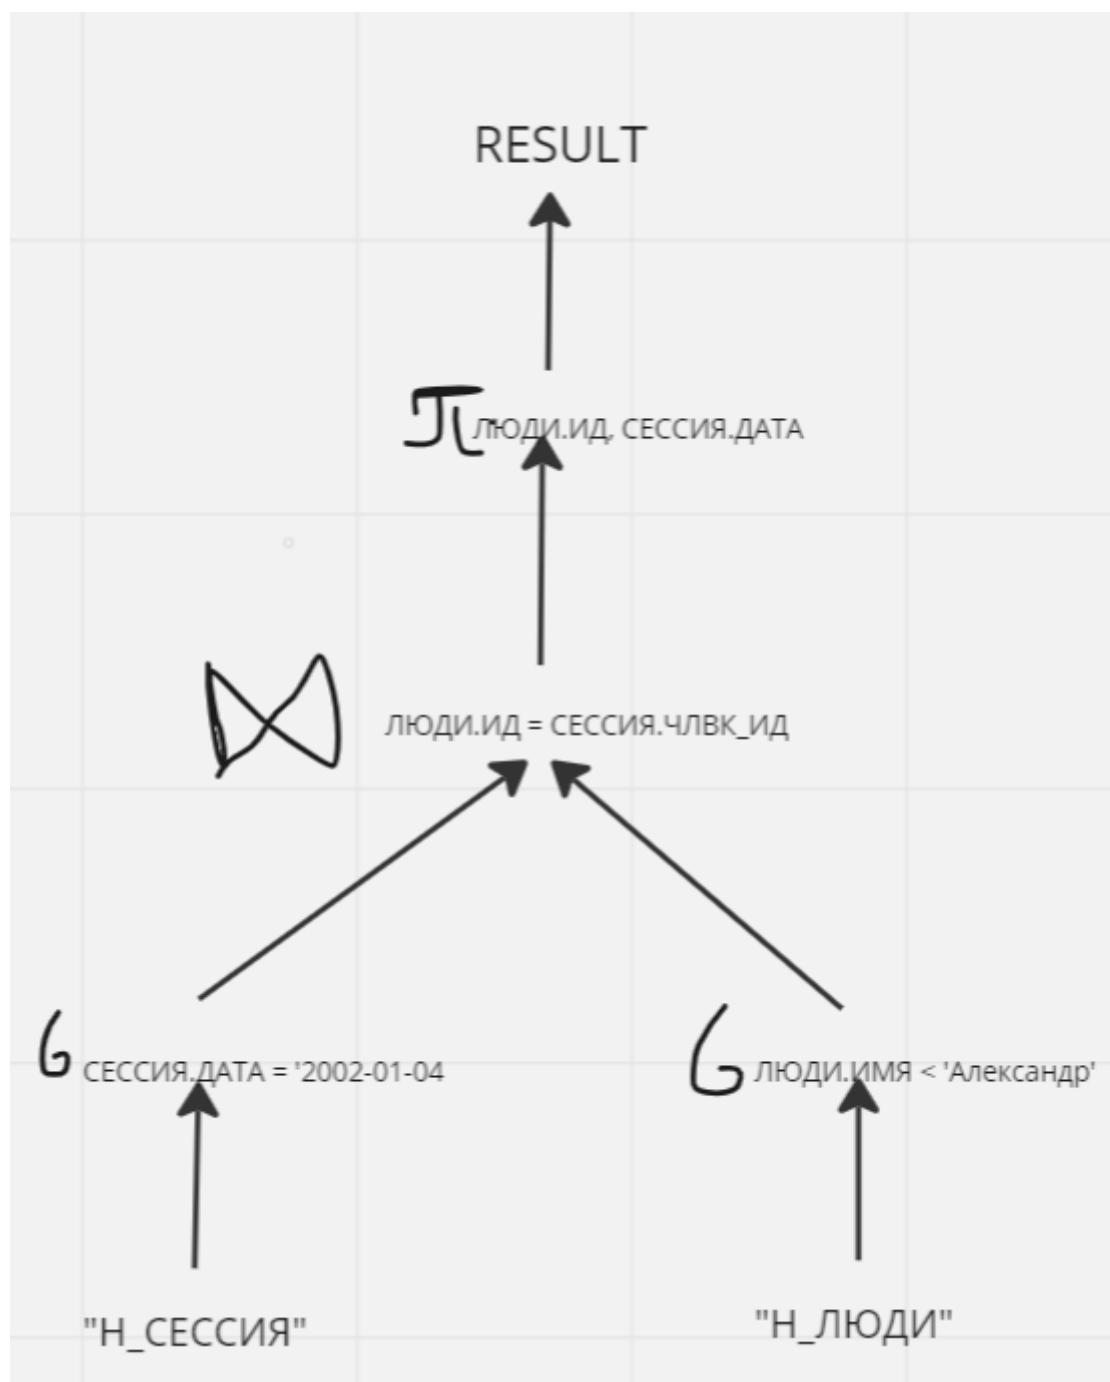 RESULT
π ЛЮДИ.ИД, СЕССИЯ.ДАТА
⋈ ЛЮДИ.ИД = СЕССИЯ.ЧЛВК_ИД
σ СЕССИЯ.ДАТА = '2002-01-04
σ ЛЮДИ.ИМЯ < 'Александр'
"Н_СЕССИЯ"
"Н_ЛЮДИ"